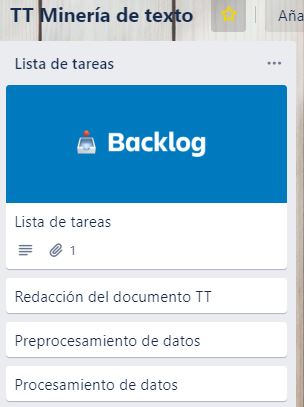 TT Minería de texto
Aña
Lista de tareas
Backlog
Lista de tareas
1
Redacción del documento TT
Preprocesamiento de datos
Procesamiento de datos